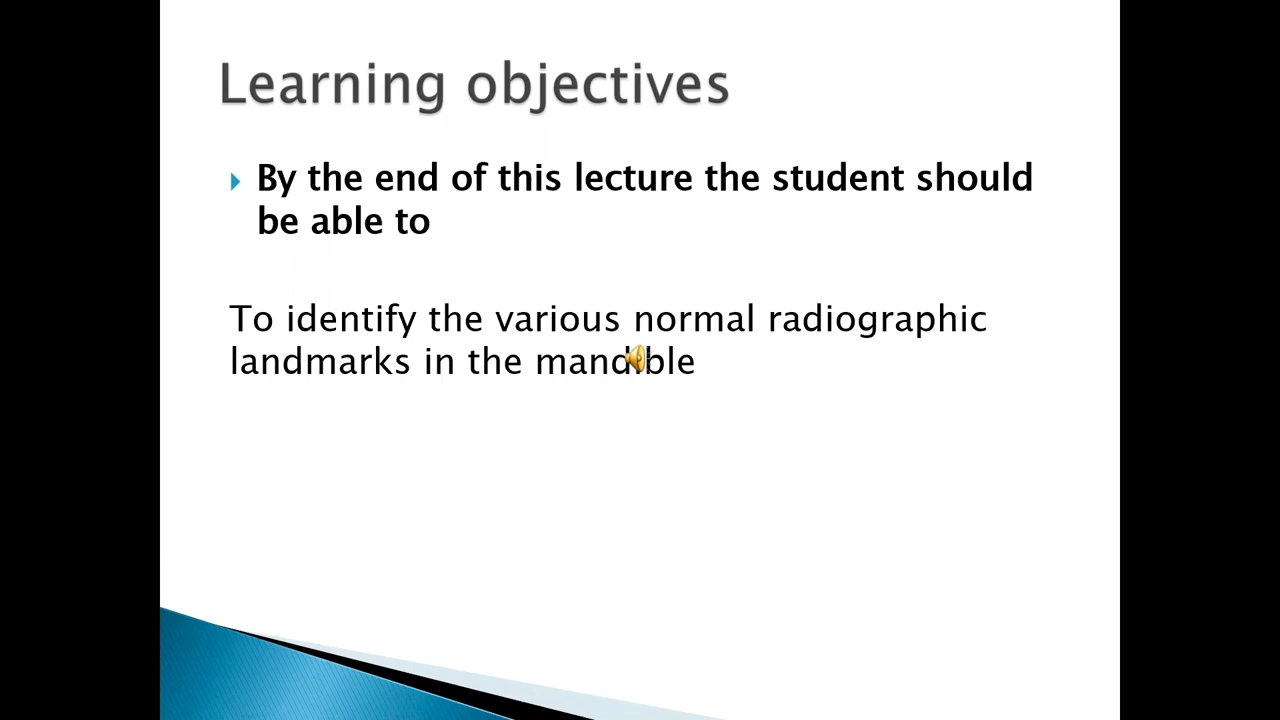 Learning objectives
By the end of this lecture the student should
be able to
To identify the various normal radiographic
landmarks in the mandible